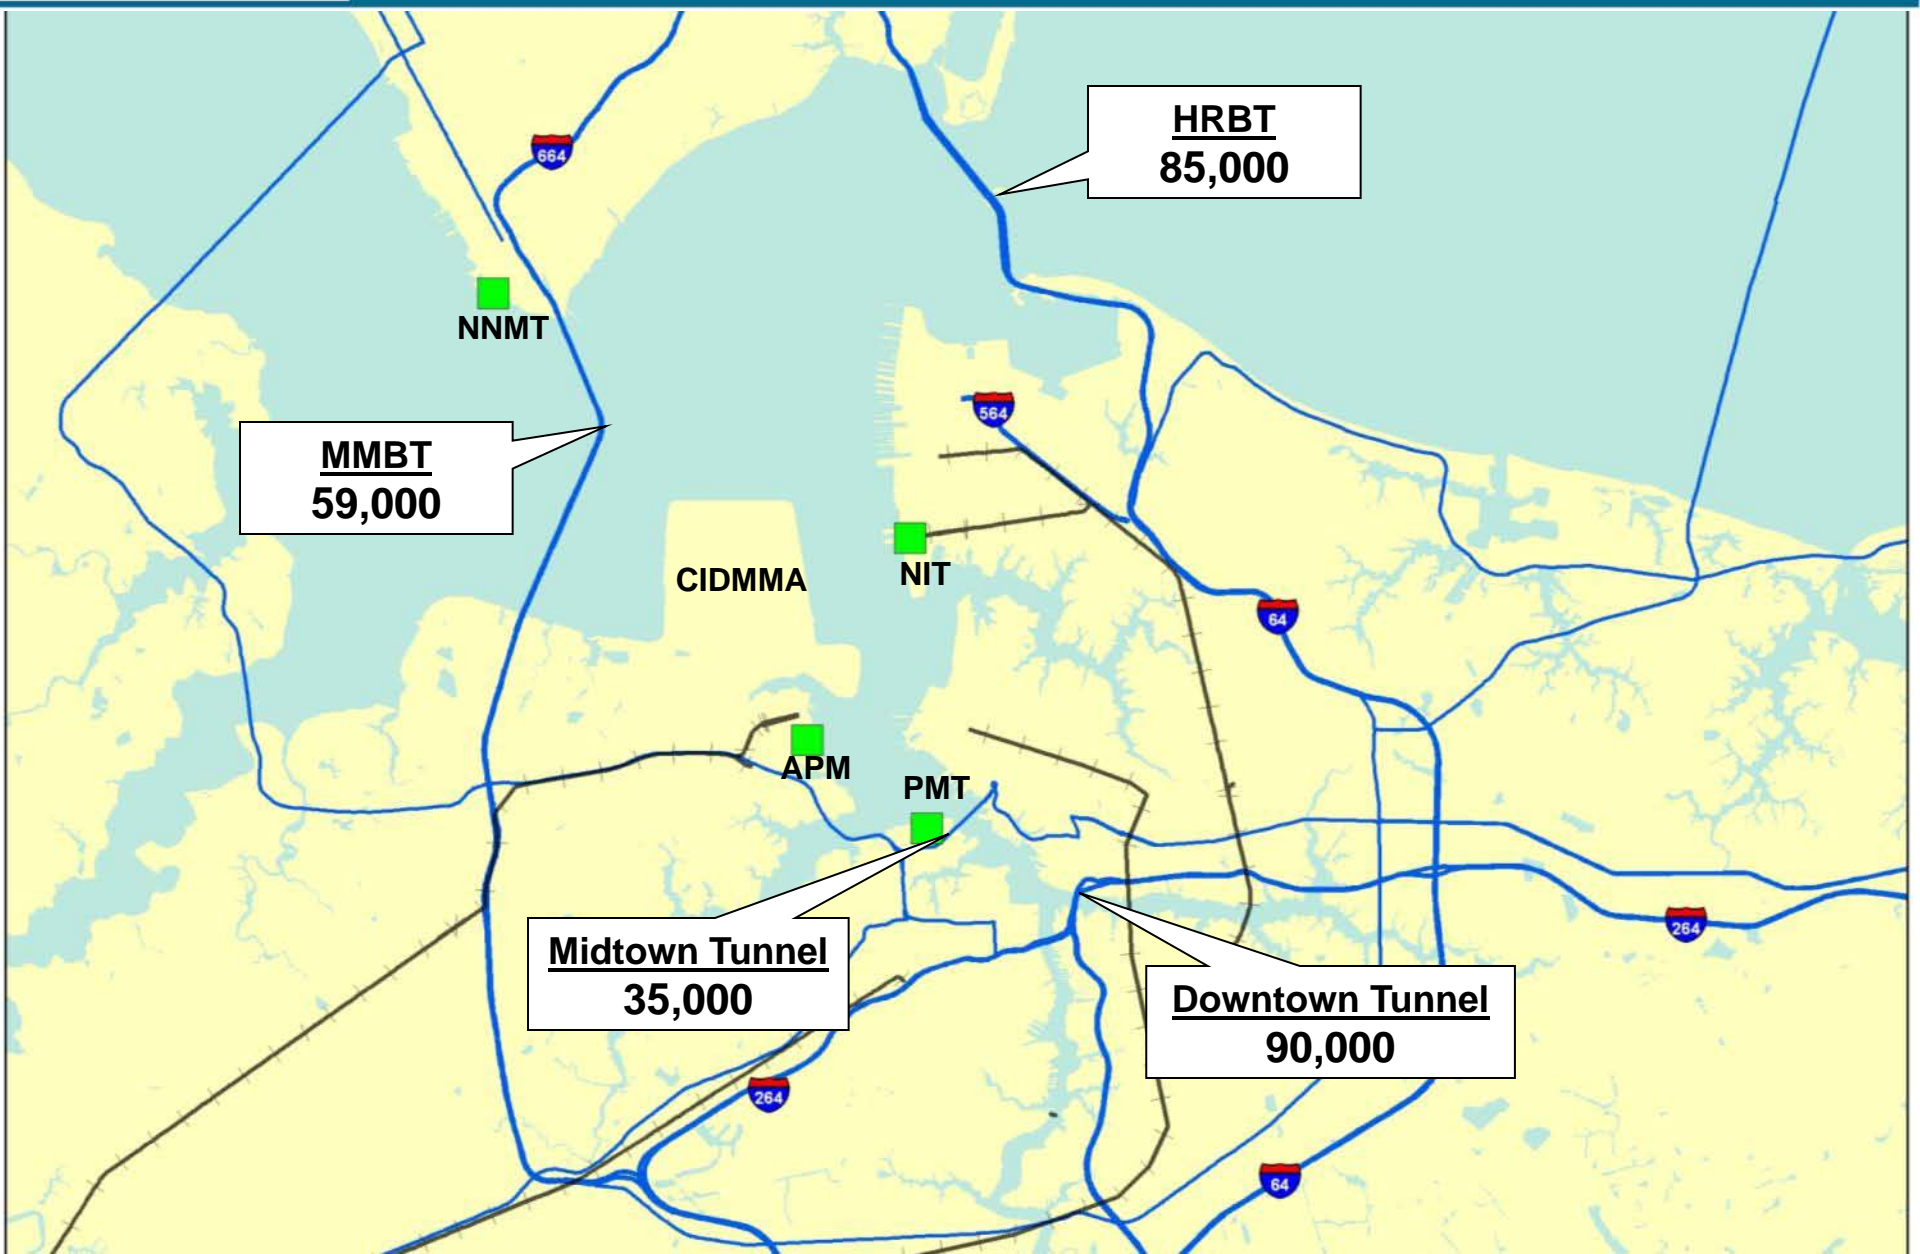 664
HRBT
85,000
NNMT
564
MMBT
59,000
NIT
CIDMMA
64
APM
PMT
264
Midtown Tunnel
35,000
Downtown Tunnel
90,000
264
64